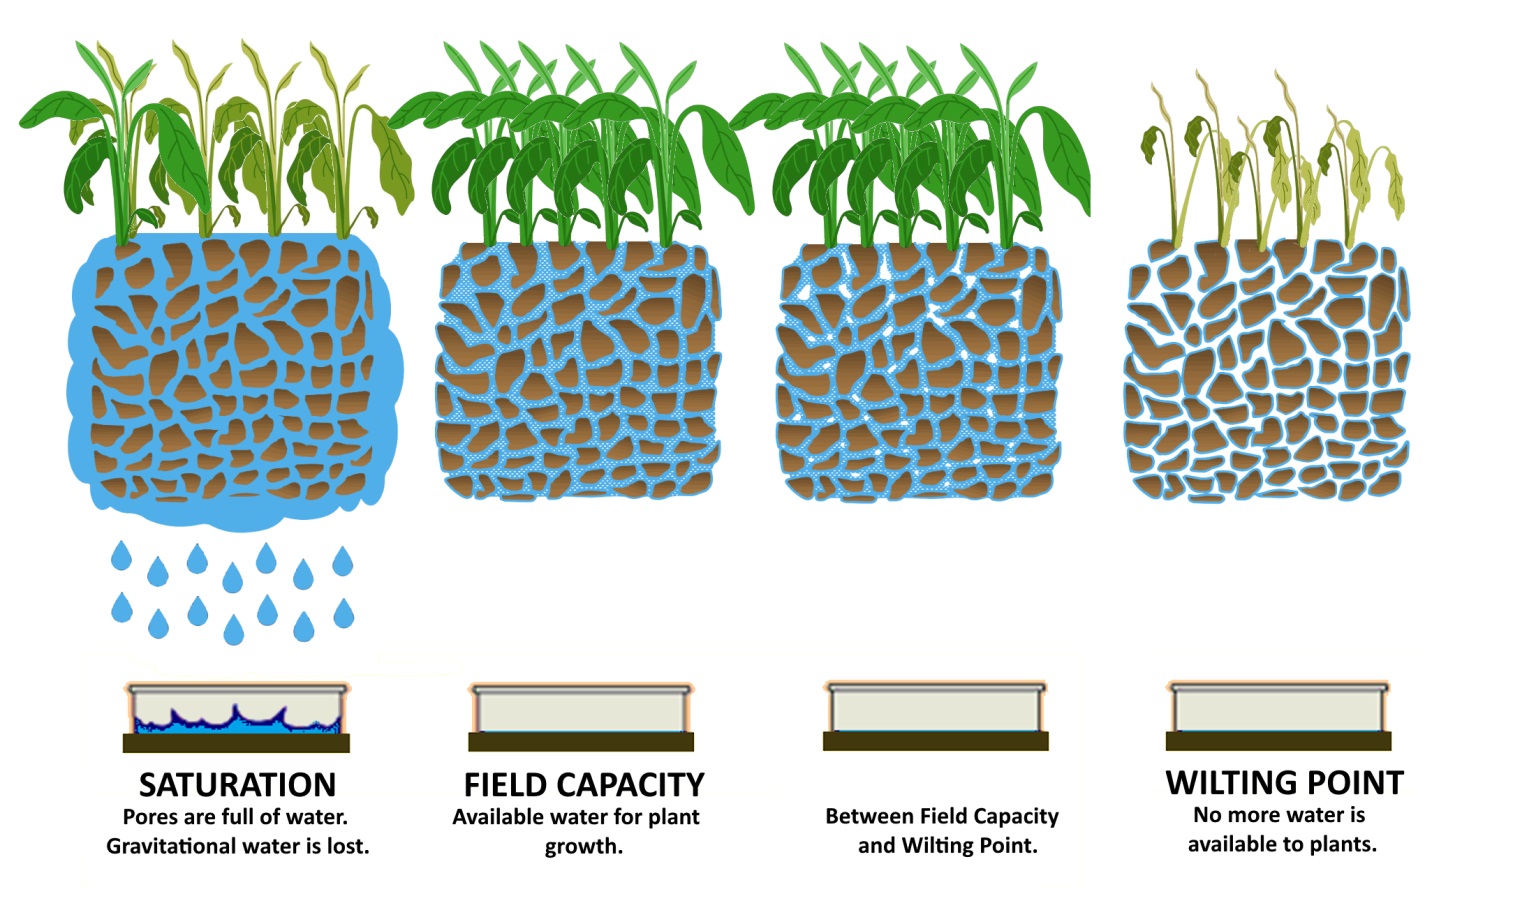 SATURATION
Pores are full of water.
Gravitational water is lost.
FIELD CAPACITY
Available water for plant
growth.
Between Field Capacity
and Wilting Point.
WILTING POINT
No more water is
available to plants.